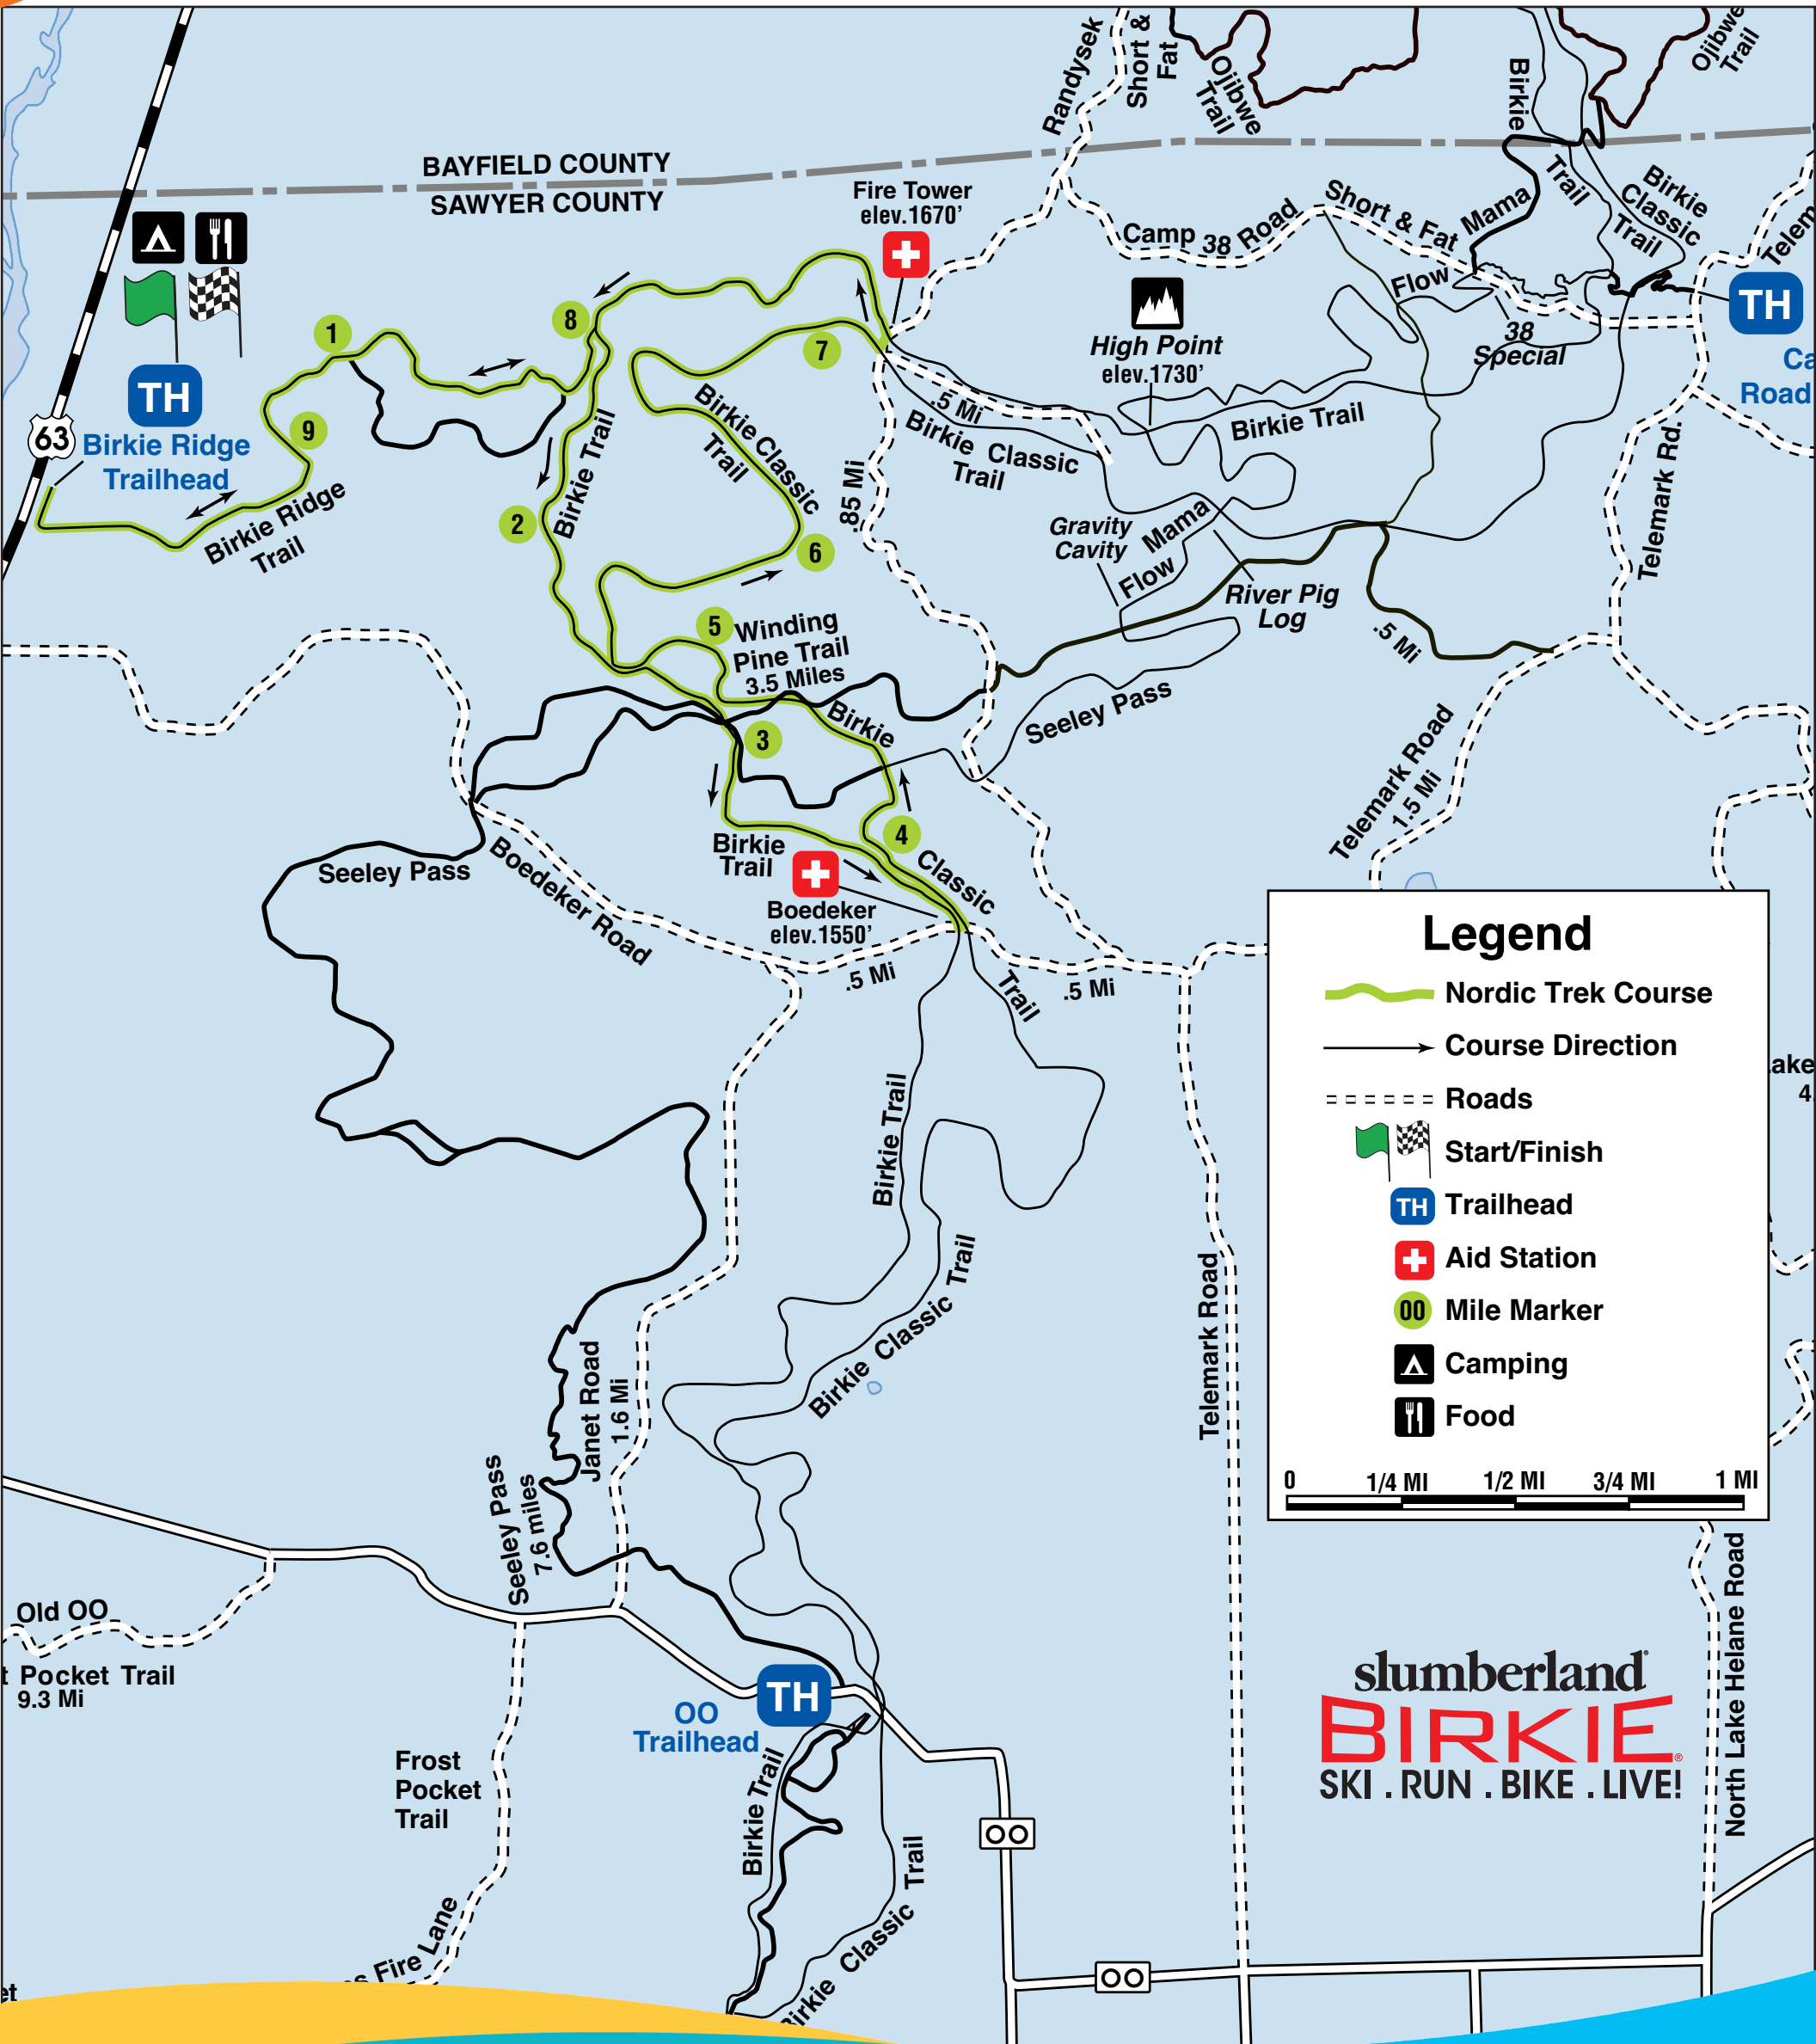 BAYFIELD COUNTY
SAWYER COUNTY
Randysek
Short &
Fat
Ojibwe
Trail
Birkie
Trail
Ojibwe
Trail
Fire Tower
elev.1670'
Camp 38 Road
Short & Fat
Mama
Flow
Birkie
Classic
Trail
TH
Road
38
Special
High Point
elev.1730'
1
8
7
TH
Birkie Ridge
Trailhead
63
9
Birkie Ridge
Trail
2
Birkie Trail
Birkie Classic
Trail
6
.5 Mi
Birkie Classic
Trail
Birkie Trail
.85 Mi
Gravity
Cavity
Mama
Flow
River Pig
Log
Telemark Rd.
.5 Mi
5
Winding
Pine Trail
3.5 Miles
3
Birkie
Seeley Pass
Telemark Road
1.5 Mi
4
Classic
Trail
Birkie
Trail
Boedeker
elev.1550'
Seeley Pass
Boedeker Road
.5 Mi
.5 Mi
Legend
Nordic Trek Course
Course Direction
Roads
Start/Finish
TH
Trailhead
Aid Station
00
Mile Marker
Camping
Food
0 1/4 MI 1/2 MI 3/4 MI 1 MI
Birkie Trail
Birkie Classic Trail
Telemark Road
Janet Road
1.6 Mi
Seeley Pass
7.6 miles
Old OO
Pocket Trail
9.3 Mi
TH
OO
Trailhead
Frost
Pocket
Trail
Birkie Trail
Birkie Classic Trail
Fire Lane
OO
OO
North Lake Helane Road
slumberland
BIRKIE®
SKI . RUN . BIKE . LIVE!